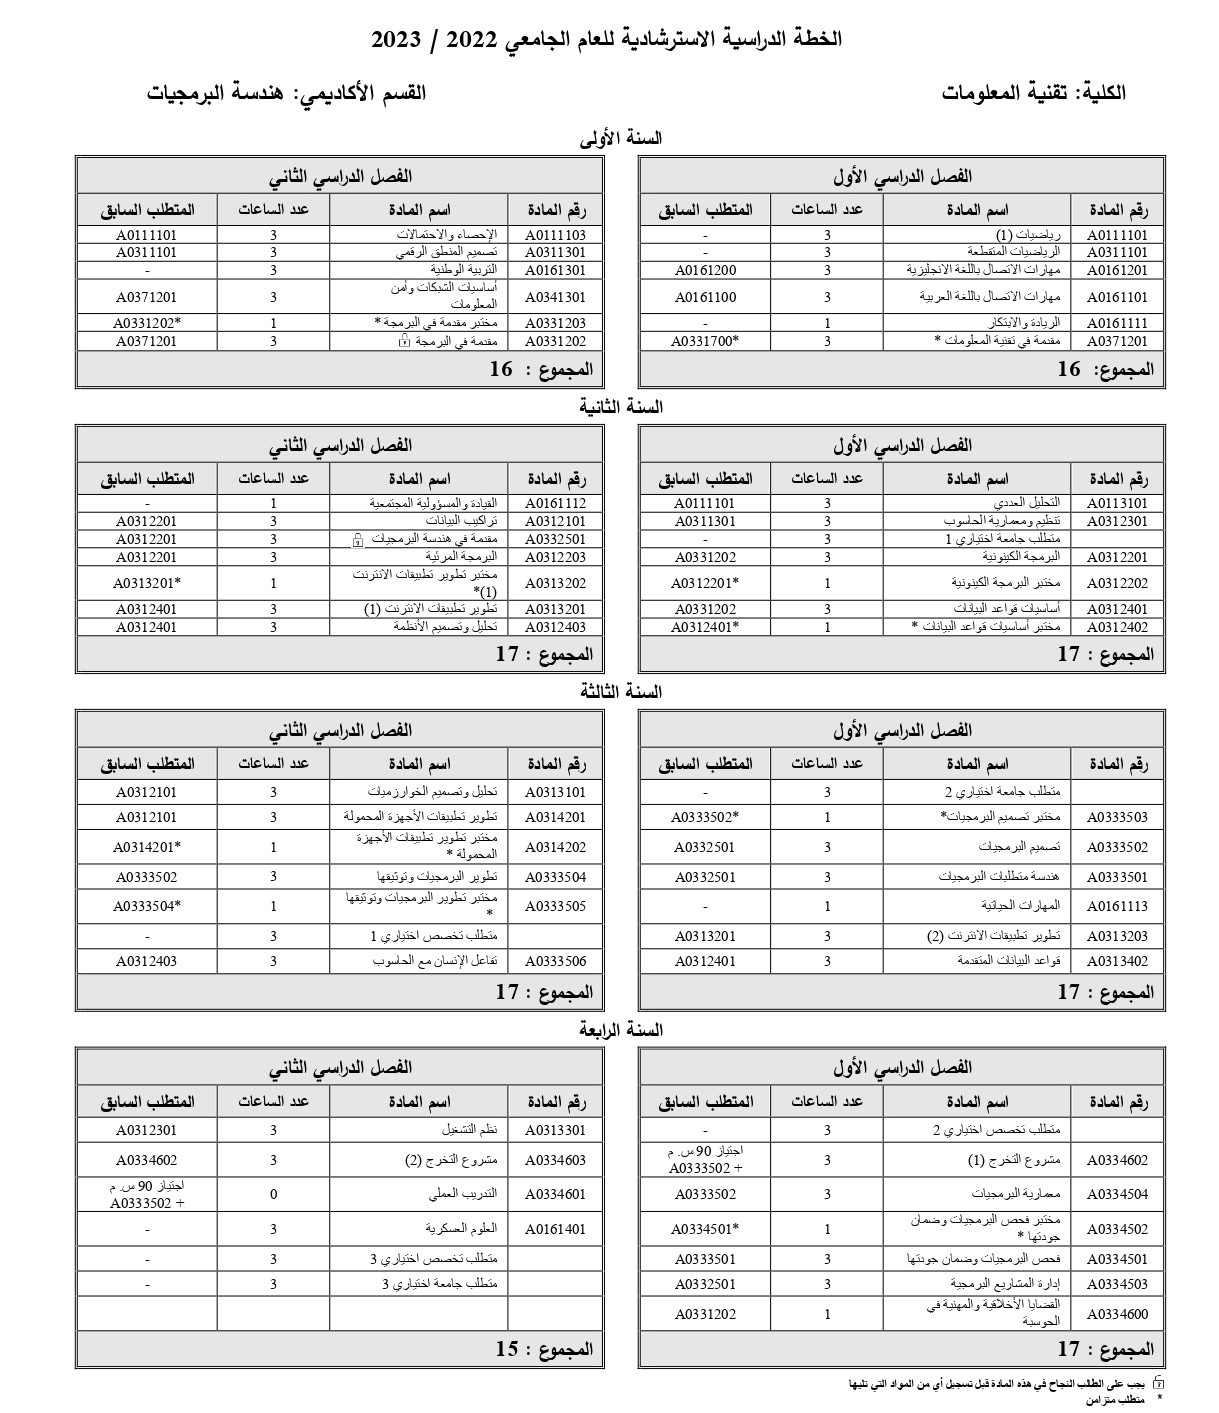 الخطة الدراسية الاسترشادية للعام الجامعي 2022 / 2023
الكلية: تقنية المعلومات القسم الأكاديمي: هندسة البرمجيات
السنة الأولى
الفصل الدراسي الأول
رقم المادة اسم المادة عدد الساعات المتطلب السابق
A0111101 رياضيات (1) 3 -
A0311101 الرياضيات المتقطعة 3 -
A0161201 مهارات الاتصال باللغة الانجليزية 3 A0161200
A0161101 مهارات الاتصال باللغة العربية 3 A0161100
A0161111 الريادة والابتكار 1 -
A0371201 مقدمة في تقنية المعلومات * 3 A0331700*
المجموع: 16
الفصل الدراسي الثاني
رقم المادة اسم المادة عدد الساعات المتطلب السابق
A0111103 الإحصاء والاحتمالات 3 A0111101
A0311301 تصميم المنطق الرقمي 3 A0311101
A0161301 التربية الوطنية 3 -
A0341301 أساسيات الشبكات وأمن
المعلومات 3 A0371201
A0331203 مختبر مقدمة في البرمجة * 1 A0331202*
A0331202 مقدمة في البرمجة 3 A0371201
المجموع : 16
السنة الثانية
الفصل الدراسي الأول
رقم المادة اسم المادة عدد الساعات المتطلب السابق
A0113101 التحليل العددي 3 A0111101
A0312301 تنظيم ومعمارية الحاسوب 3 A0311301
متطلب جامعة اختياري 1 3 -
A0312201 البرمجة الكينونية 3 A0331202
A0312202 مختبر البرمجة الكينونية 1 A0312201*
A0312401 أساسيات قواعد البيانات 3 A0331202
A0312402 مختبر أساسيات قواعد البيانات * 1 A0312401*
المجموع : 17
الفصل الدراسي الثاني
رقم المادة اسم المادة عدد الساعات المتطلب السابق
A0161112 القيادة والمسؤولية المجتمعية 1 -
A0312101 تراكيب البيانات 3 A0312201
A0332501 مقدمة في هندسة البرمجيات 3 A0312201
A0312203 البرمجة المرئية 3 A0312201
A0313202 مختبر تطوير تطبيقات الانترنت
(1)* 1 A0313201*
A0313201 تطوير تطبيقات الانترنت (1) 3 A0312401
A0312403 تحليل وتصميم الأنظمة 3 A0312401
المجموع : 17
السنة الثالثة
الفصل الدراسي الأول
رقم المادة اسم المادة عدد الساعات المتطلب السابق
متطلب جامعة اختياري 2 3 -
A0333503 مختبر تصميم البرمجيات* 1 A0333502*
A0333502 تصميم البرمجيات 3 A0332501
A0333501 هندسة متطلبات البرمجيات 3 A0332501
A0161113 المهارات الحياتية 1 -
A0313203 تطوير تطبيقات الانترنت (2) 3 A0313201
A0313402 قواعد البيانات المتقدمة 3 A0312401
المجموع : 17
الفصل الدراسي الثاني
رقم المادة اسم المادة عدد الساعات المتطلب السابق
A0313101 تحليل وتصميم الخوارزميات 3 A0312101
A0314201 تطوير تطبيقات الأجهزة المحمولة 3 A0312101
A0314202 مختبر تطوير تطبيقات الأجهزة
المحمولة * 1 A0314201*
A0333504 تطوير البرمجيات وتوثيقها 3 A0333502
A0333505 مختبر تطوير البرمجيات وتوثيقها
* 1 A0333504*
متطلب تخصص اختياري 1 3 -
A0333506 تفاعل الإنسان مع الحاسوب 3 A0312403
المجموع : 17
السنة الرابعة
الفصل الدراسي الأول
رقم المادة اسم المادة عدد الساعات المتطلب السابق
متطلب تخصص اختياري 2 3 -
A0334602 مشروع التخرج (1) 3 اجتياز 90 س. م
+ A0333502
A0334504 معمارية البرمجيات 3 A0333502
A0334502 مختبر فحص البرمجيات وضمان
جودتها * 1 A0334501*
A0334501 فحص البرمجيات وضمان جودتها 3 A0333501
A0334503 إدارة المشاريع البرمجية 3 A0332501
A0334600 القضايا الأخلاقية والمهنية في
الحوسبة 1 A0331202
المجموع : 17
الفصل الدراسي الثاني
رقم المادة اسم المادة عدد الساعات المتطلب السابق
A0313301 نظم التشغيل 3 A0312301
A0334603 مشروع التخرج (2) 3 A0334602
A0334601 التدريب العملي 0 اجتياز 90 س. م
+ A0333502
A0161401 العلوم العسكرية 3 -
متطلب تخصص اختياري 3 3 -
متطلب جامعة اختياري 3 3 -
المجموع : 15
يجب على الطالب النجاح في هذه المادة قبل تسجيل أي من المواد التي تليها
* متطلب متزامن